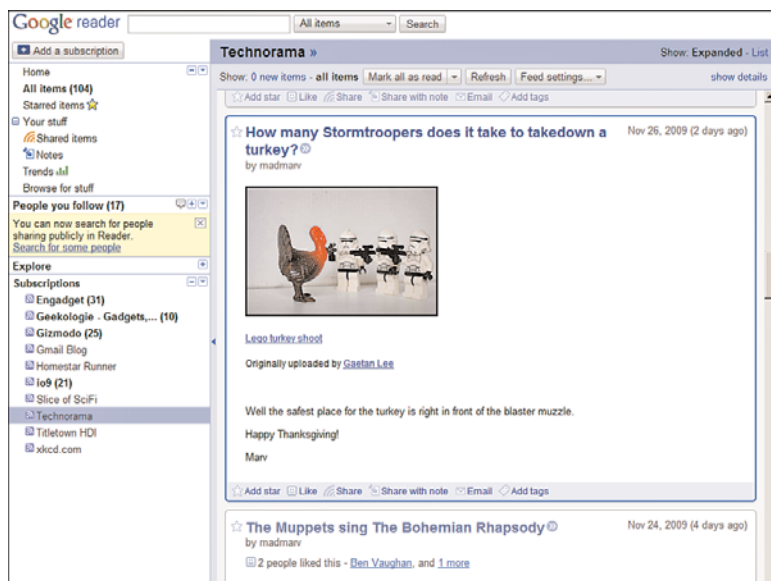 Google reader
All items
Search
Add a subscription
Home
All items (104)
Starred items
Your stuff
Shared items
Notes
Trends
Browse for stuff
People you follow (17)
You can now search for people
sharing publicly in Reader.
Search for some people
Explore
Subscriptions
Engadget (31)
Geekologie - Gadgets,... (10)
Gizmodo (25)
Gmail Blog
Homestar Runner
io9 (21)
Slice of SciFi
Technorama
Titletown HDI
xkcd.com
Technorama »
Show: Expanded - List
Show: 0 new items - all items Mark all as read Refresh Feed settings... show details
Add star Like Share Share with note Email Add tags
How many Stormtroopers does it take to takedown a
turkey?
Nov 26, 2009 (2 days ago)
by madmarv
Lego turkey shoot
Originally uploaded by Gaetan Lee
Well the safest place for the turkey is right in front of the blaster muzzle.
Happy Thanksgiving!
Marv
Add star Like Share Share with note Email Add tags
The Muppets sing The Bohemian Rhapsody
Nov 24, 2009 (4 days ago)
by madmarv
2 people liked this - Ben Vaughan, and 1 more